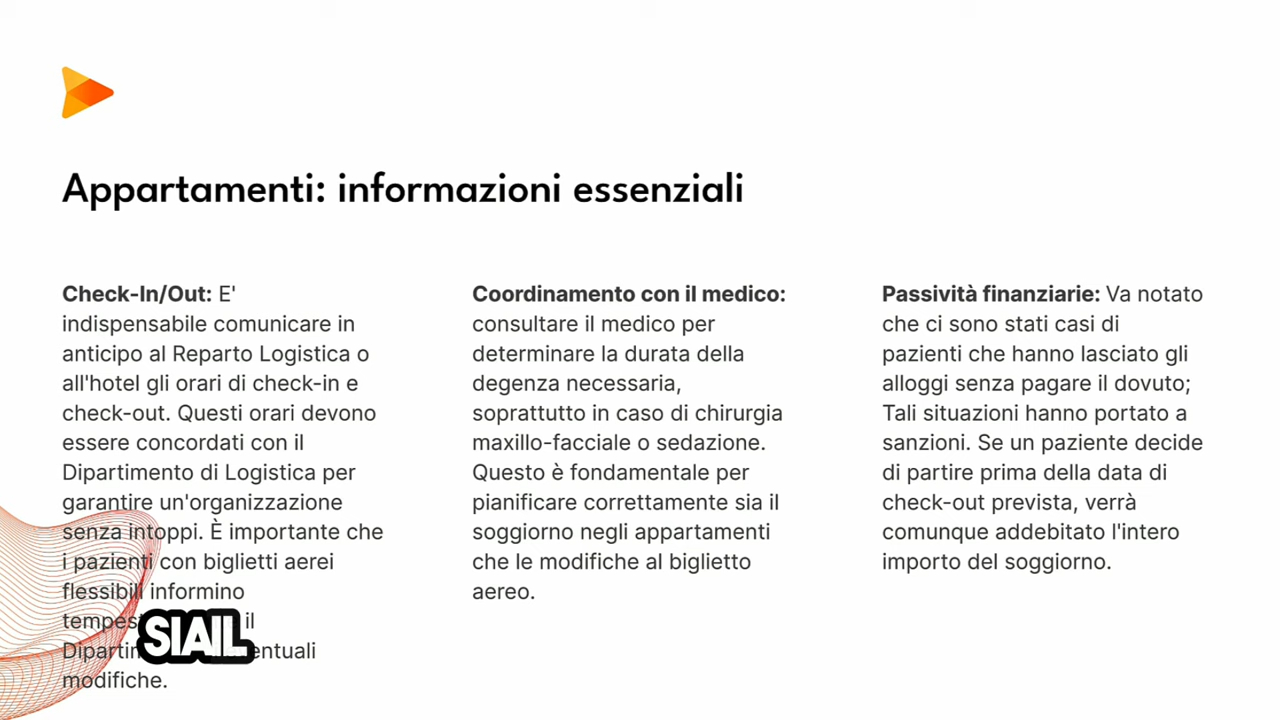 Appartamenti: informazioni essenziali
Check-In/Out: E'
indispensabile comunicare in
anticipo al Reparto Logistica o
all'hotel gli orari di check-in e
check-out. Questi orari devono
essere concordati con il
Dipartimento di Logistica per
garantire un'organizzazione
senza intoppi. È importante che
i pazienti con biglietti aerei
flessibili informino
il
entuali
modifiche.
SIAIL
Coordinamento con il medico:
consultare il medico per
determinare la durata della
degenza necessaria,
soprattutto in caso di chirurgia
maxillo-facciale o sedazione.
Questo è fondamentale per
pianificare correttamente sia il
soggiorno negli appartamenti
che le modifiche al biglietto
aereo.
Passività finanziarie: Va notato
che ci sono stati casi di
pazienti che hanno lasciato gli
alloggi senza pagare il dovuto;
Tali situazioni hanno portato a
sanzioni. Se un paziente decide
di partire prima della data di
check-out prevista, verrà
comunque addebitato l'intero
importo del soggiorno.